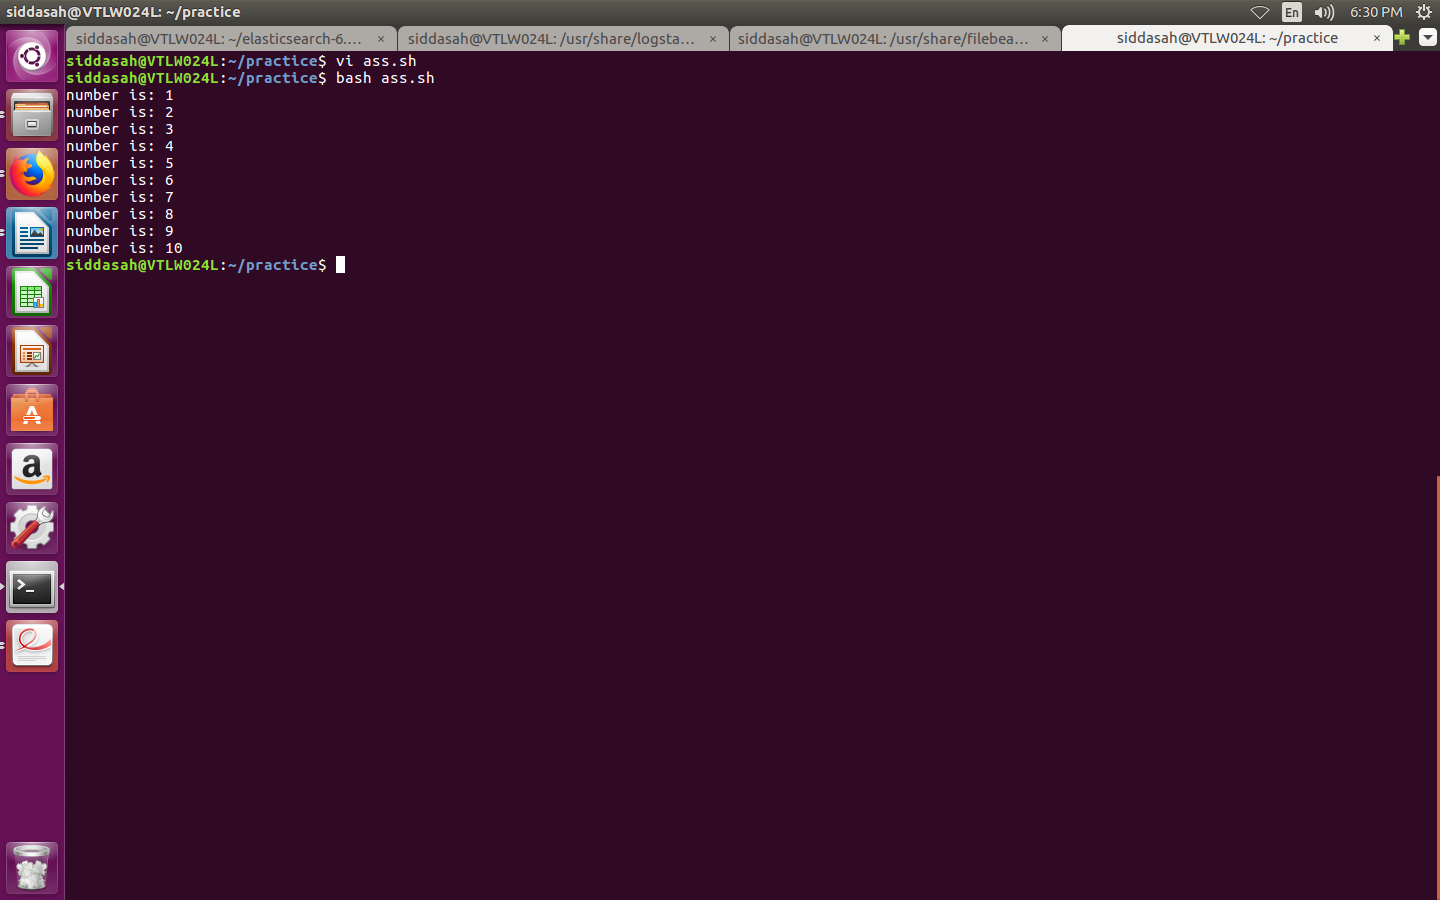 siddasah@VTLW024L: ~/practice
En
6:30 PM
siddasah@VTLW024L: ~/elasticsearch-6.... ×
siddasah@VTLW024L: /usr/share/logsta... ×
siddasah@VTLW024L: /usr/share/filebea... ×
siddasah@VTLW024L: ~/practice ×
siddasah@VTLW024L:~/practice$ vi ass.sh
siddasah@VTLW024L:~/practice$ bash ass.sh
number is: 1
number is: 2
number is: 3
number is: 4
number is: 5
number is: 6
number is: 7
number is: 8
number is: 9
number is: 10
siddasah@VTLW024L:~/practice$